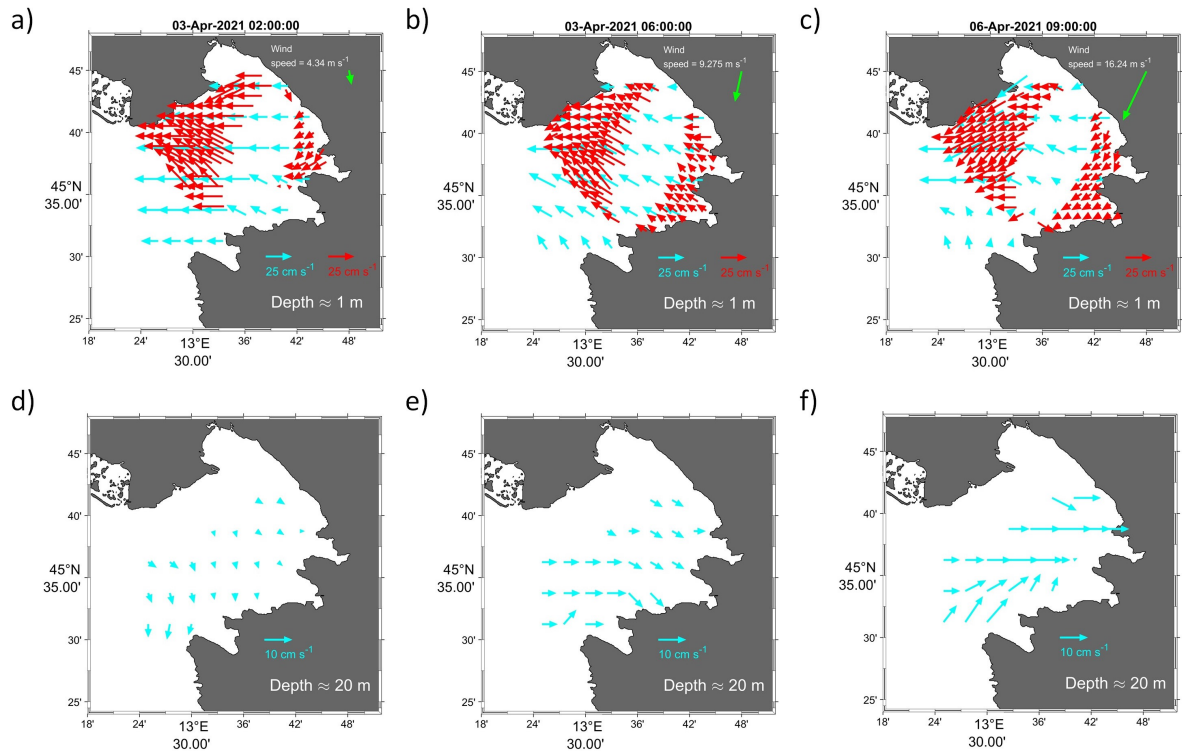 a)
03-Apr-2021 02:00:00
Wind
speed = 4.34 m s⁻¹
45'
40'
45°N
35.00'
30'
25'
25 cm s⁻¹
25 cm s⁻¹
Depth ≈ 1 m
18'
24'
13°E
30.00'
36'
42'
48'
b)
03-Apr-2021 06:00:00
Wind
speed = 9.275 m s⁻¹
45'
40'
45°N
35.00'
30'
25'
25 cm s⁻¹
25 cm s⁻¹
Depth ≈ 1 m
18'
24'
13°E
30.00'
36'
42'
48'
c)
06-Apr-2021 09:00:00
Wind
speed = 16.24 m s⁻¹
45'
40'
45°N
35.00'
30'
25'
25 cm s⁻¹
25 cm s⁻¹
Depth ≈ 1 m
18'
24'
13°E
30.00'
36'
42'
48'
d)
45'
40'
45°N
35.00'
30'
25'
10 cm s⁻¹
Depth ≈ 20 m
18'
24'
13°E
30.00'
36'
42'
48'
e)
45'
40'
45°N
35.00'
30'
25'
10 cm s⁻¹
Depth ≈ 20 m
18'
24'
13°E
30.00'
36'
42'
48'
f)
45'
40'
45°N
35.00'
30'
25'
10 cm s⁻¹
Depth ≈ 20 m
18'
24'
13°E
30.00'
36'
42'
48'